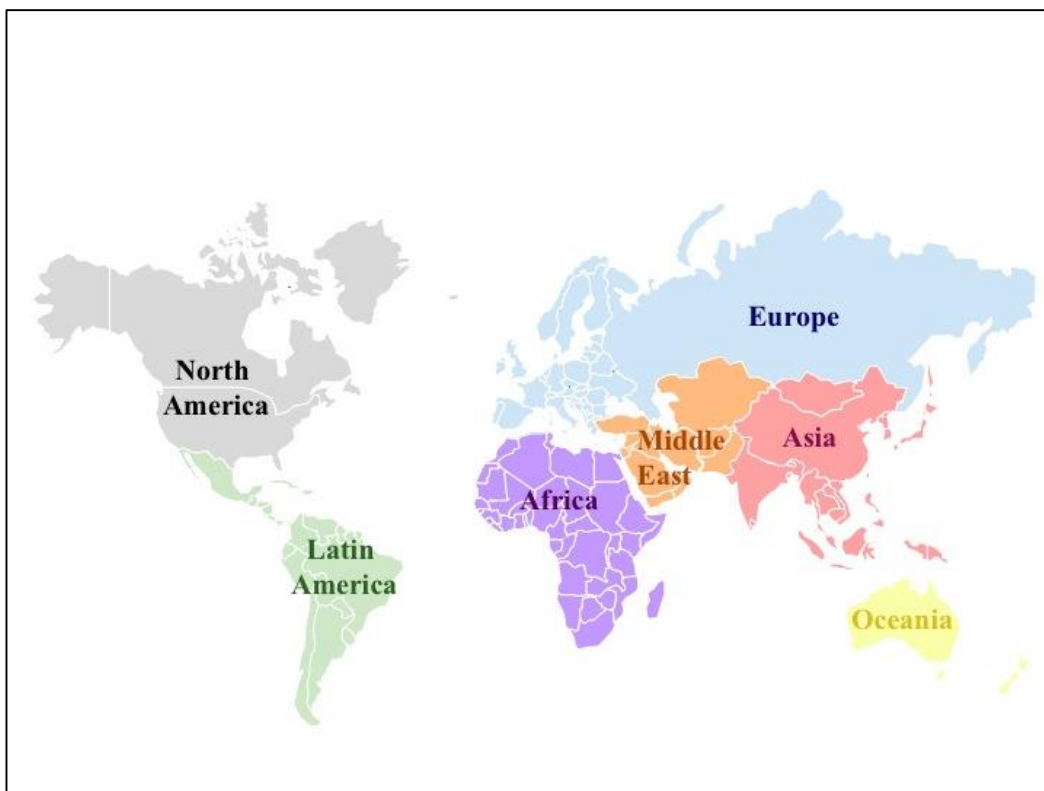 North
America
Europe
Middle
East
Asia
Africa
Latin
America
Oceania